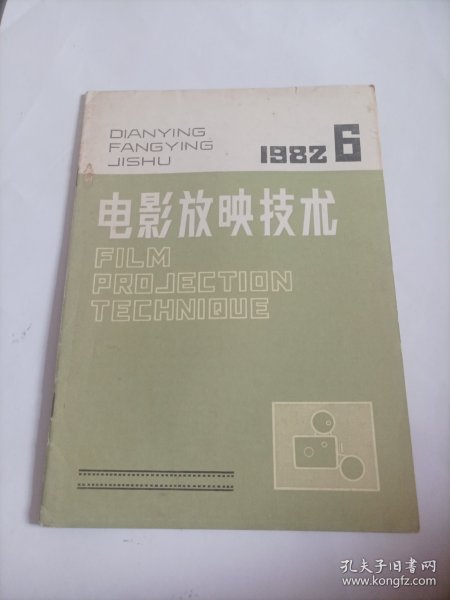 DIANYING
FANGYING
JISHU
1982 6
电影放映技术
FILM
PROJECTION
TECHNIQUE
孔夫子旧书网
www.kongfz.com